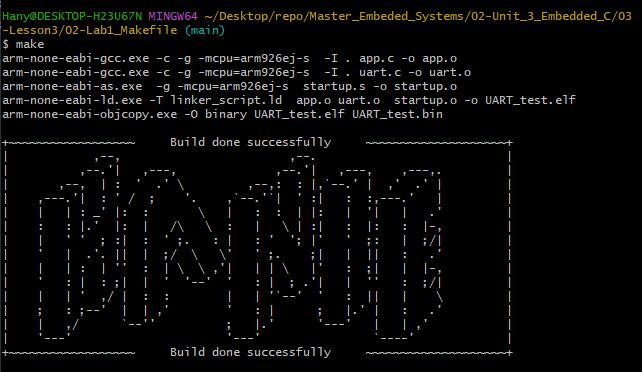 Hany@DESKTOP-H23U67N MINGW64 ~/Desktop/repo/Master_Embeded_Systems/02-Unit_3_Embedded_C/03
-Lesson3/02-Lab1_Makefile (main)
$ make
arm-none-eabi-gcc.exe -c -g -mcpu=arm926ej-s  -I . app.c -o app.o
arm-none-eabi-gcc.exe -c -g -mcpu=arm926ej-s  -I . uart.c -o uart.o
arm-none-eabi-as.exe  -g -mcpu=arm926ej-s  startup.s -o startup.o
arm-none-eabi-ld.exe -T linker_script.ld  app.o uart.o  startup.o -o UART_test.elf
arm-none-eabi-objcopy.exe -O binary UART_test.elf UART_test.bin
Build done successfully
Build done successfully